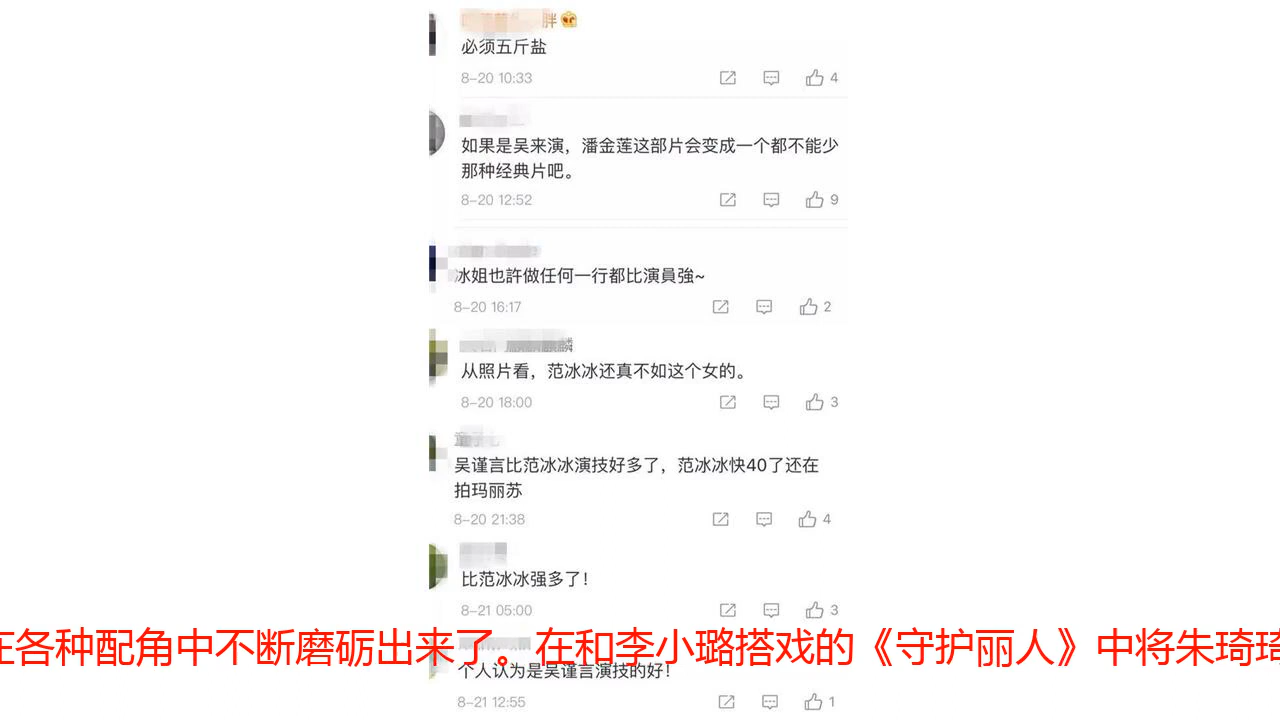 胖
必须五斤盐
8-20 10:33
4
如果是吴来演，潘金莲这部片会变成一个都不能少
那种经典片吧。
8-20 12:52
9
冰姐也許做任何一行都比演員強~
8-20 16:17
2
从照片看，范冰冰还真不如这个女的。
8-20 18:00
3
吴谨言比范冰冰演技好多了，范冰冰快40了还在
拍玛丽苏
8-20 21:38
4
比范冰冰强多了！
8-21 05:00
3
在各种配角中不断磨砺出来了。在和李小璐搭戏的《守护丽人》中将朱琦琦
个人认为是吴谨言演技的好！
8-21 12:55
1